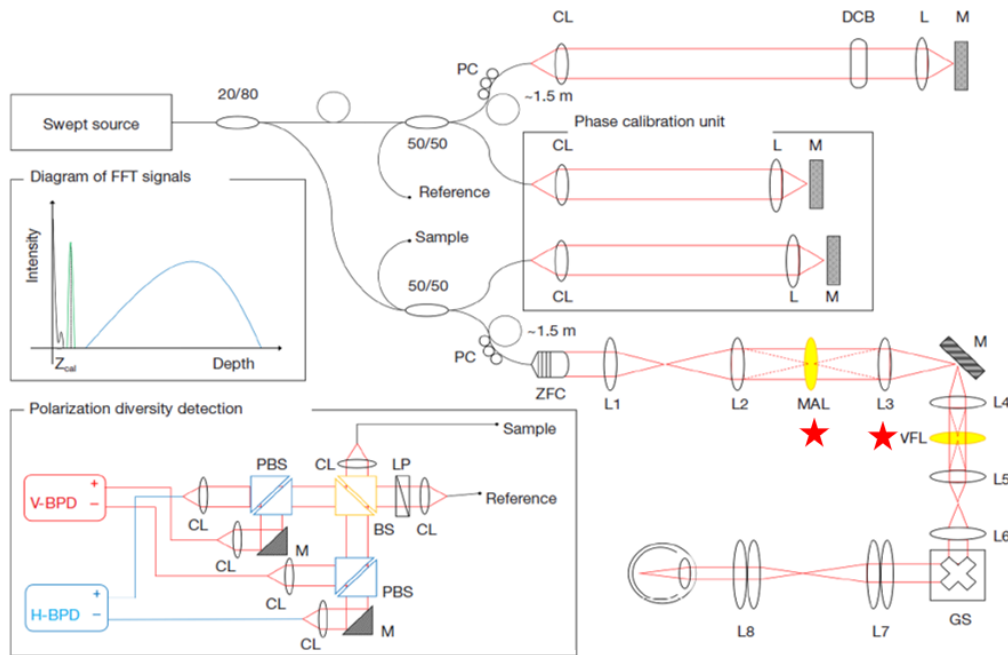 CL
DCB
L
M
PC
~1.5 m
20/80
Swept source
50/50
Reference
Phase calibration unit
CL
L
M
CL
L
M
Diagram of FFT signals
Intensity
Zcal
Depth
Sample
50/50
~1.5 m
PC
ZFC
L1
L2
MAL
L3
M
L4
VFL
L5
L6
GS
L7
L8
Polarization diversity detection
Sample
CL
LP
PBS
Reference
V-BPD
+
−
CL
M
BS
CL
PBS
CL
H-BPD
+
−
CL
M